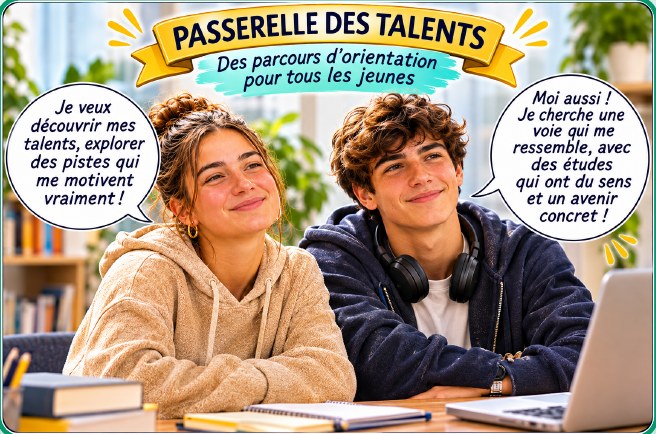 PASSERELLE DES TALENTS
Des parcours d'orientation
pour tous les jeunes
Je veux
découvrir mes
talents, explorer
des pistes qui
me motivent
vraiment !
Moi aussi !
Je cherche une
voie qui me
ressemble, avec
des études
qui ont du sens
et un avenir
concret !